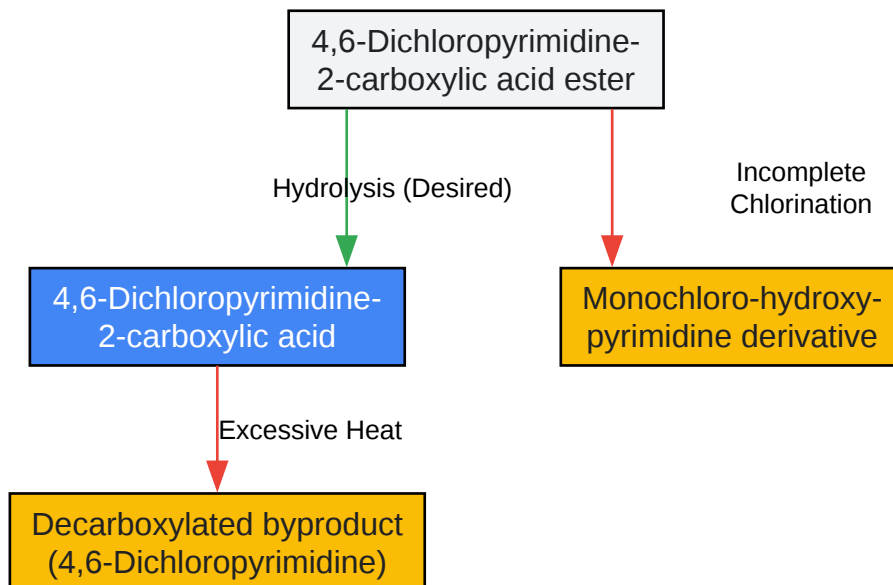 4,6-Dichloropyrimidine-
2-carboxylic acid ester
Hydrolysis (Desired)
Incomplete
Chlorination
4,6-Dichloropyrimidine-
2-carboxylic acid
Monochloro-hydroxy-
pyrimidine derivative
Excessive Heat
Decarboxylated byproduct
(4,6-Dichloropyrimidine)